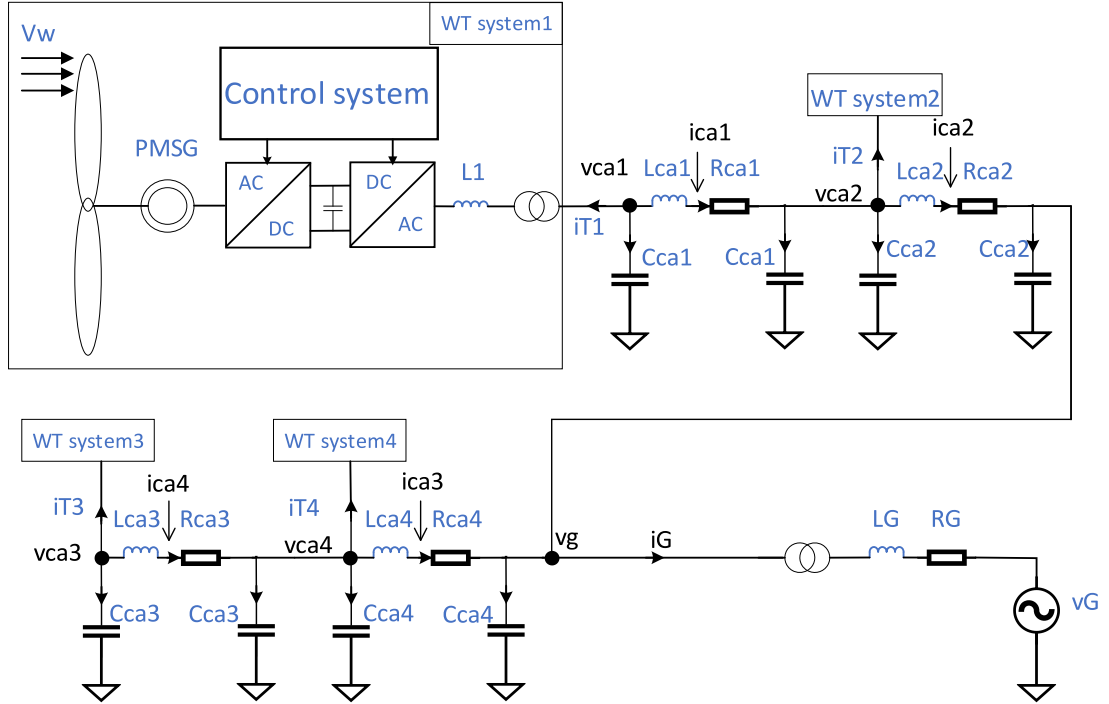 WT system1
Vw
Control system
WT system2
PMSG
AC
DC
DC
AC
L1
vca1
iT1
ica1
Lca1
Rca1
Cca1
Cca1
iT2
vca2
ica2
Lca2
Rca2
Cca2
Cca2
WT system3
WT system4
iT3
ica4
Lca3
Rca3
vca3
Cca3
Cca3
iT4
ica3
Lca4
Rca4
vca4
Cca4
Cca4
vg
iG
LG
RG
vG